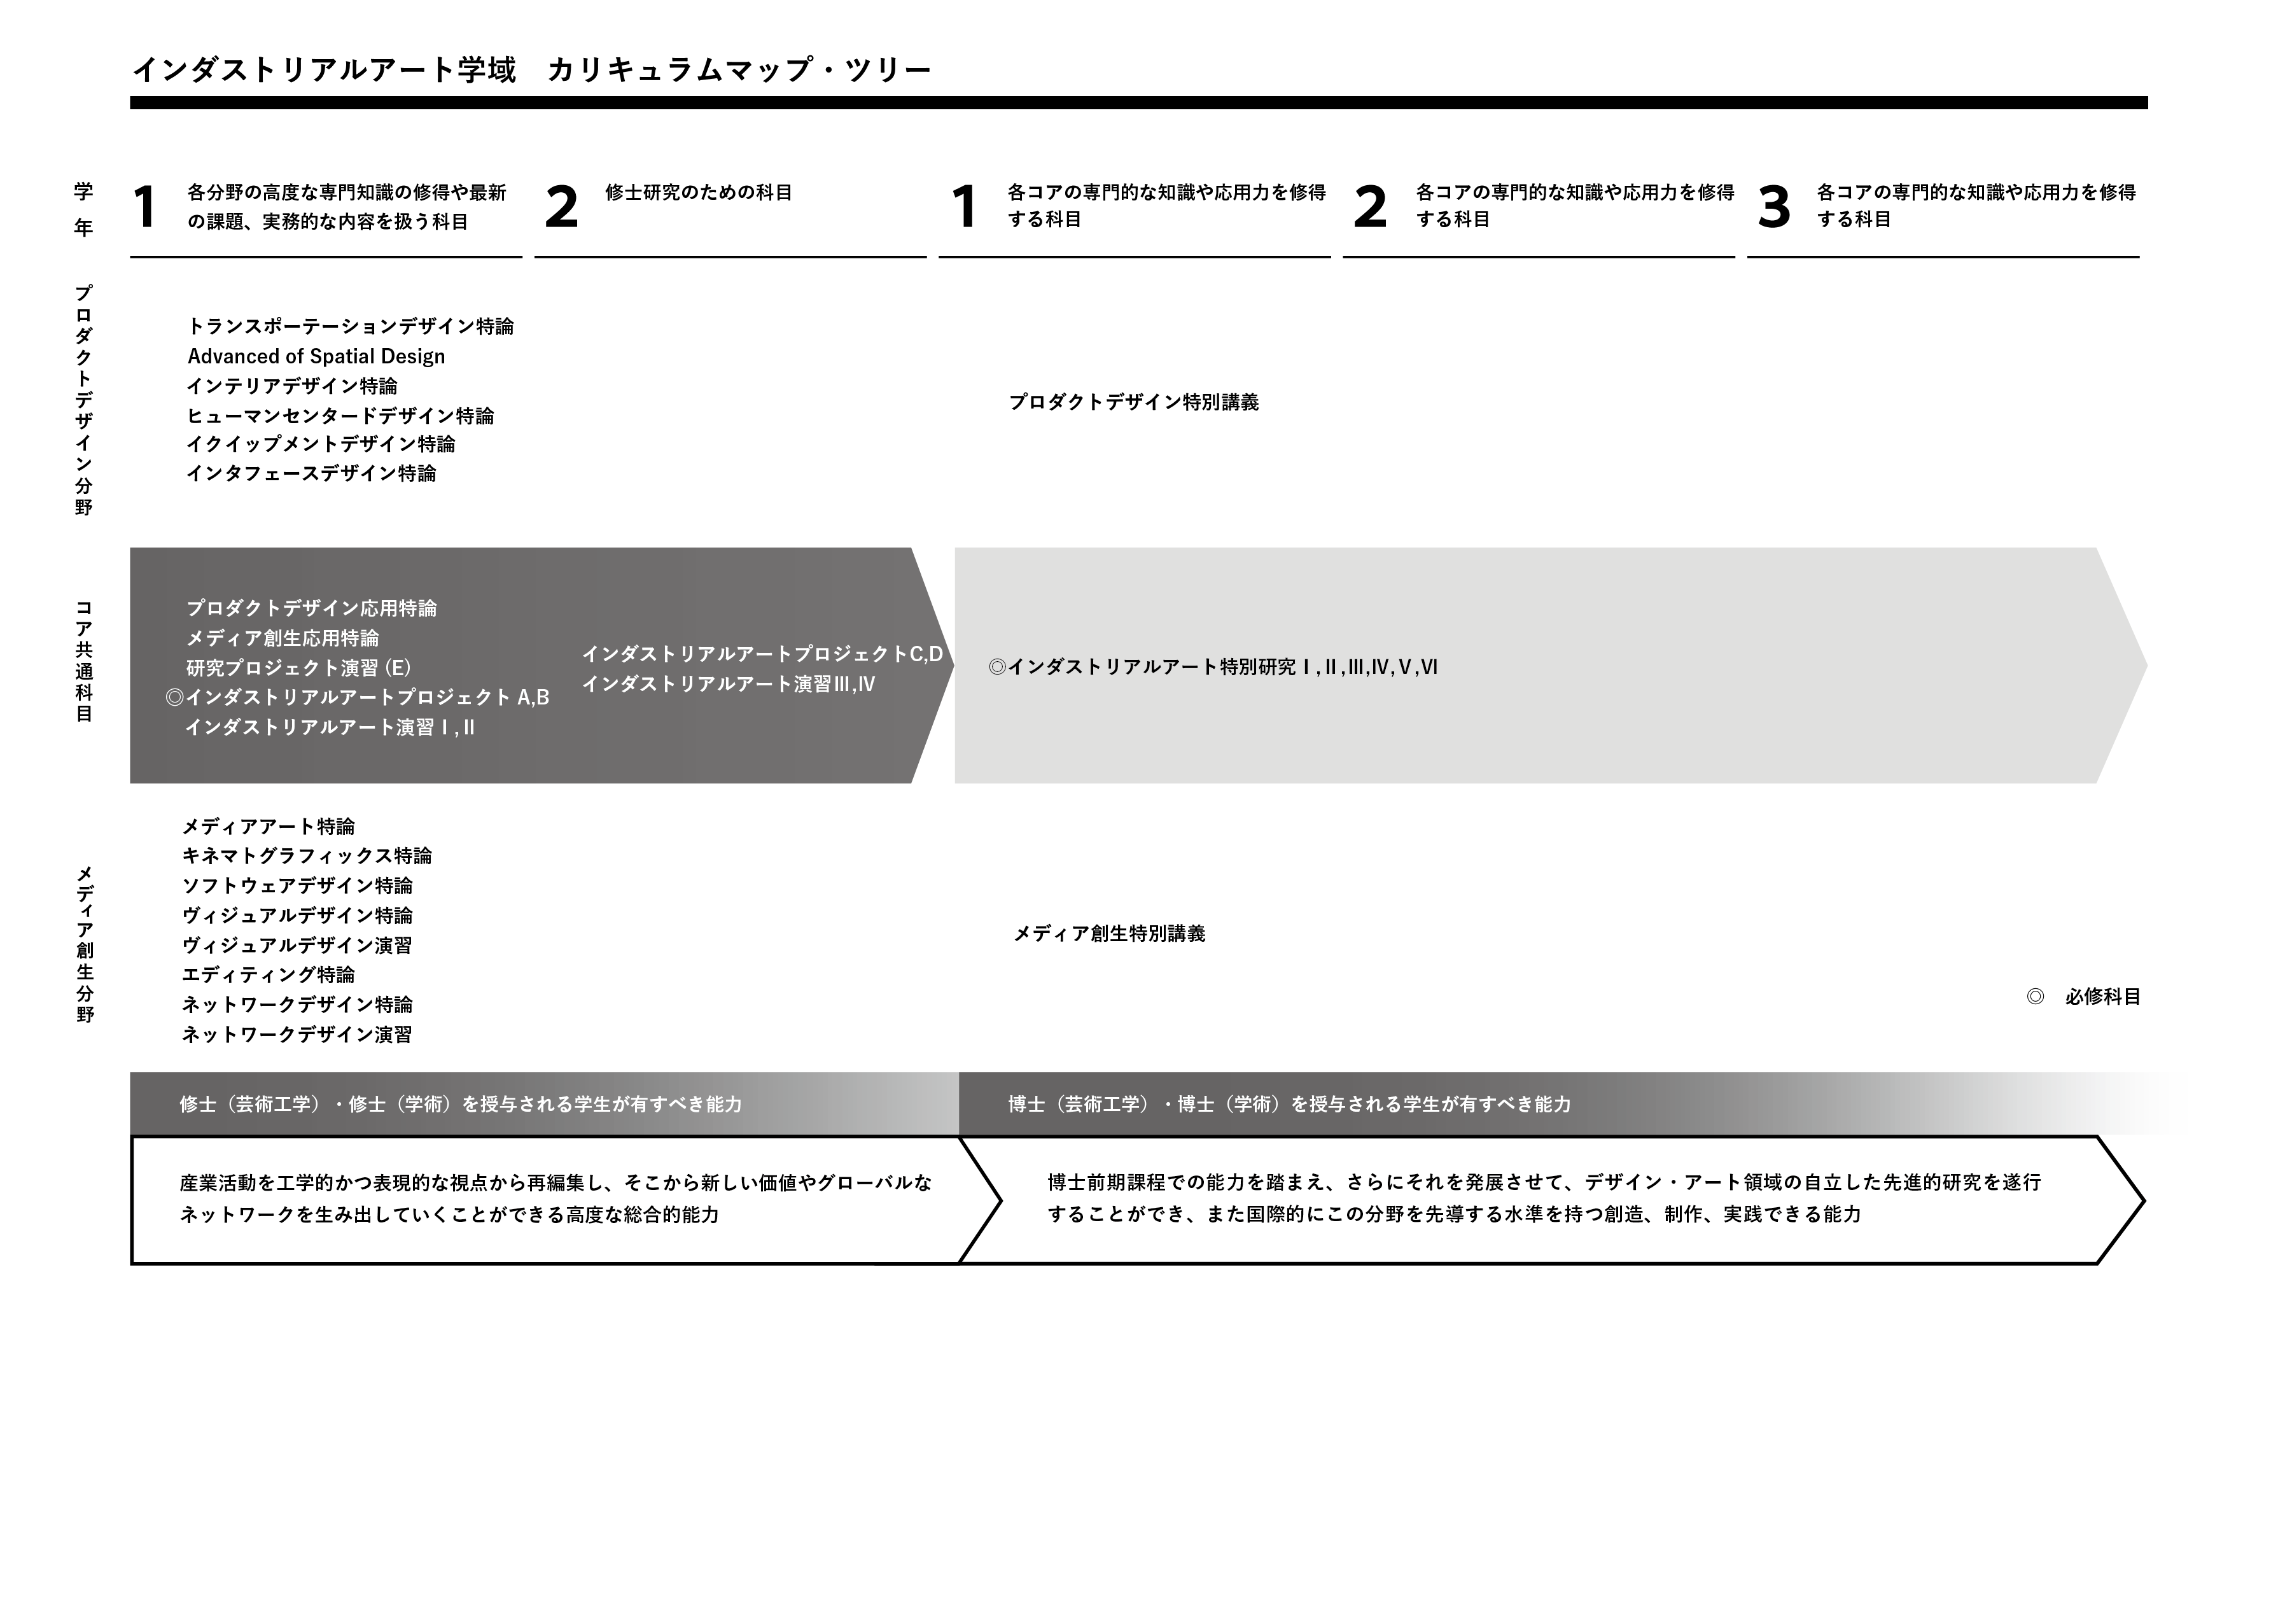 インダストリアルアート学域　カリキュラムマップ・ツリー
学年
1
各分野の高度な専門知識の修得や最新
の課題、実務的な内容を扱う科目
2
修士研究のための科目
1
各コアの専門的な知識や応用力を修得
する科目
2
各コアの専門的な知識や応用力を修得
する科目
3
各コアの専門的な知識や応用力を修得
する科目
プロダクトデザイン分野
トランスポーテーションデザイン特論
Advanced of Spatial Design
インテリアデザイン特論
ヒューマンセンタードデザイン特論
イクイップメントデザイン特論
インタフェースデザイン特論
プロダクトデザイン特別講義
コア共通科目
プロダクトデザイン応用特論
メディア創生応用特論
研究プロジェクト演習 (E)
◎インダストリアルアートプロジェクト A,B
インダストリアルアート演習Ⅰ,Ⅱ
インダストリアルアートプロジェクトC,D
インダストリアルアート演習Ⅲ,Ⅳ
◎インダストリアルアート特別研究Ⅰ,Ⅱ,Ⅲ,Ⅳ,Ⅴ,Ⅵ
メディア創生分野
メディアアート特論
キネマトグラフィックス特論
ソフトウェアデザイン特論
ヴィジュアルデザイン特論
ヴィジュアルデザイン演習
エディティング特論
ネットワークデザイン特論
ネットワークデザイン演習
メディア創生特別講義
◎　必修科目
修士（芸術工学）・修士（学術）を授与される学生が有すべき能力
博士（芸術工学）・博士（学術）を授与される学生が有すべき能力
産業活動を工学的かつ表現的な視点から再編集し、そこから新しい価値やグローバルな
ネットワークを生み出していくことができる高度な総合的能力
博士前期課程での能力を踏まえ、さらにそれを発展させて、デザイン・アート領域の自立した先進的研究を遂行
することができ、また国際的にこの分野を先導する水準を持つ創造、制作、実践できる能力